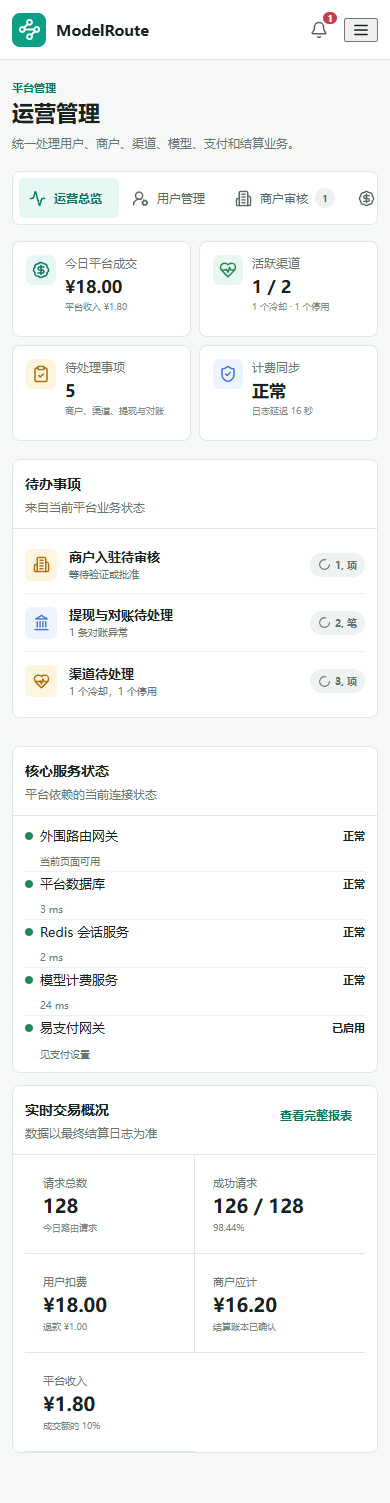 ModelRoute
1
平台管理
运营管理
统一处理用户、商户、渠道、模型、支付和结算业务。
运营总览
用户管理
商户审核 1
今日平台成交
¥18.00
平台收入 ¥1.80
活跃渠道
1 / 2
1 个冷却 · 1 个停用
待处理事项
5
商户、渠道、提现与对账
计费同步
正常
日志延迟 16 秒
待办事项
来自当前平台业务状态
商户入驻待审核
等待验证或批准
1, 项
提现与对账待处理
1 条对账异常
2, 笔
渠道待处理
1 个冷却，1 个停用
3, 项
核心服务状态
平台依赖的当前连接状态
外围路由网关 正常
当前页面可用
平台数据库 正常
3 ms
Redis 会话服务 正常
2 ms
模型计费服务 正常
24 ms
易支付网关 已启用
见支付设置
实时交易概况
数据以最终结算日志为准
查看完整报表
请求总数
128
今日路由请求
成功请求
126 / 128
98.44%
用户扣费
¥18.00
退款 ¥1.00
商户应计
¥16.20
结算账本已确认
平台收入
¥1.80
成交额的 10%